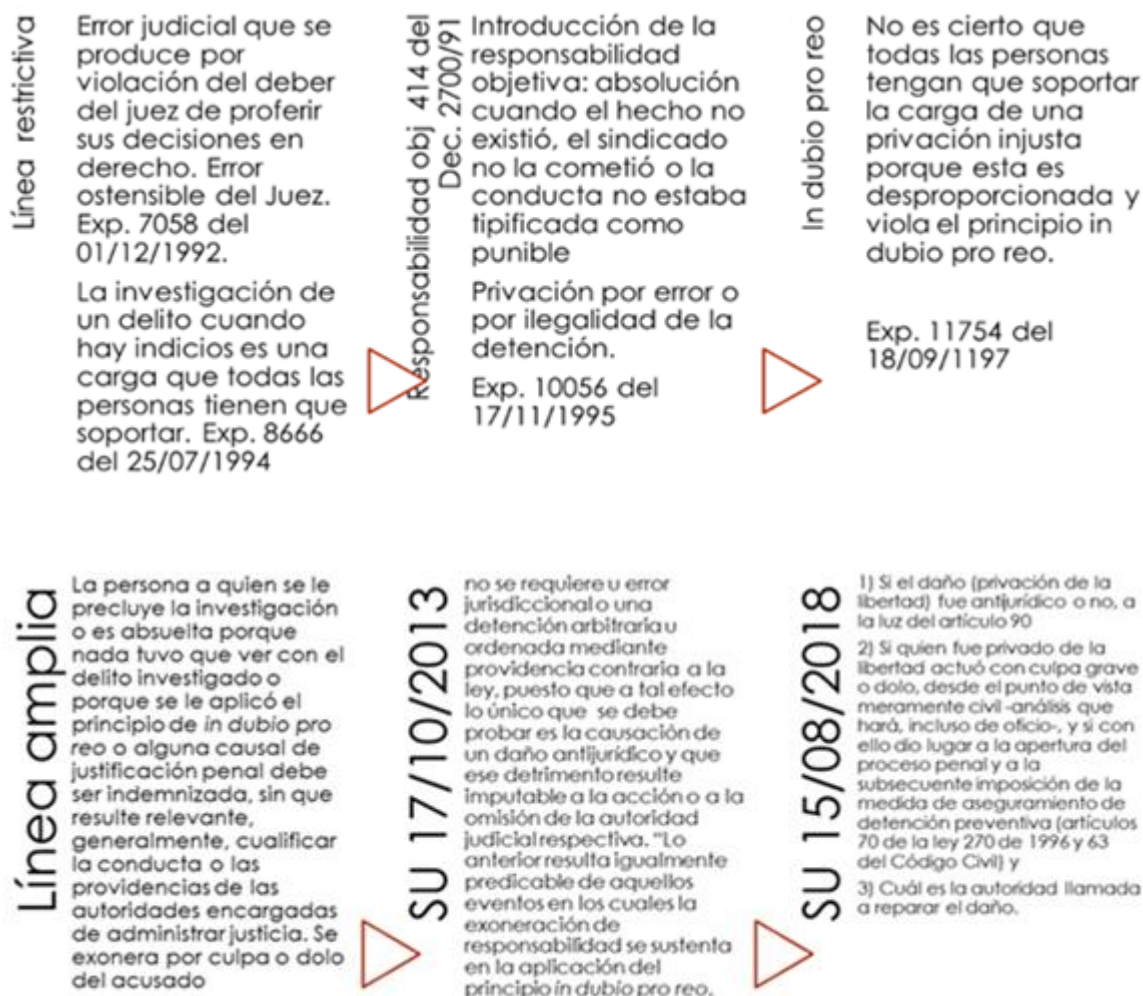 Línea restrictiva
Error judicial que se
produce por
violación del deber
del juez de proferir
sus decisiones en
derecho. Error
ostensible del Juez.
Exp. 7058 del
01/12/1992.
La investigación de
un delito cuando
hay indicios es una
carga que todas las
personas tienen que
soportar. Exp. 8666
del 25/07/1994
Responsabilidad obj 414 del
Dec. 2700/91
Introducción de la
responsabilidad
objetiva: absolución
cuando el hecho no
existió, el sindicado
no la cometió o la
conducta no estaba
tipificada como
punible
Privación por error o
por ilegalidad de la
detención.
Exp. 10056 del
17/11/1995
In dubio pro reo
No es cierto que
todas las personas
tengan que soportar
la carga de una
privación injusta
porque esta es
desproporcionada y
viola el principio in
dubio pro reo.
Exp. 11754 del
18/09/1197
Línea amplia
La persona a quien se le
precluye la investigación
o es absuelta porque
nada tuvo que ver con el
delito investigado o
porque se le aplicó el
principio de in dubio pro
reo o alguna causal de
justificación penal debe
ser indemnizada, sin que
resulte relevante,
generalmente, cualificar
la conducta o las
providencias de las
autoridades encargadas
de administrar justicia. Se
exonera por culpa o dolo
del acusado
SU 17/10/2013
no se requiere u error
jurisdiccional o una
detención arbitraria u
ordenada mediante
providencia contraria a la
ley, puesto que a tal efecto
lo único que se debe
probar es la causación de
un daño antijurídico y que
ese detrimento resulte
imputable a la acción o a la
omisión de la autoridad
judicial respectiva. "Lo
anterior resulta igualmente
predicable de aquellos
eventos en los cuales la
exoneración de
responsabilidad se sustenta
en la aplicación del
principio in dubio pro reo.
SU 15/08/2018
1) Si el daño (privación de la
libertad) fue antijurídico o no, a
la luz del artículo 90
2) Si quien fue privado de la
libertad actuó con culpa grave
o dolo, desde el punto de vista
meramente civil -análisis que
hará, incluso de oficio-, y si con
ello dio lugar a la apertura del
proceso penal y a la
subsecuente imposición de la
medida de aseguramiento de
detención preventiva (artículos
70 de la ley 270 de 1996 y 63
del Código Civil) y
3) Cuál es la autoridad llamada
a reparar el daño.